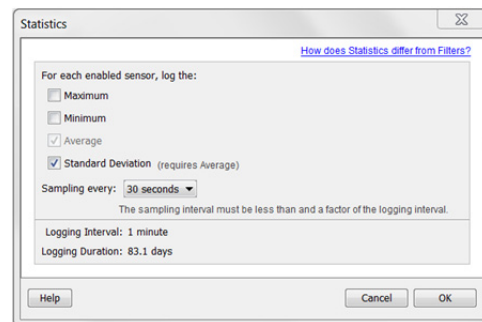 Statistics
How does Statistics differ from Filters?
For each enabled sensor, log the:
Maximum
Minimum
Average
Standard Deviation (requires Average)
Sampling every: 30 seconds
The sampling interval must be less than and a factor of the logging interval.
Logging Interval: 1 minute
Logging Duration: 83.1 days
Help Cancel OK